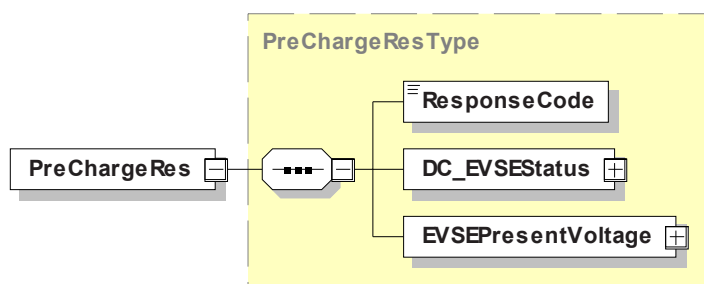 PreChargeResType
ResponseCode
PreChargeRes
DC_EVSEStatus
EVSEPresentVoltage